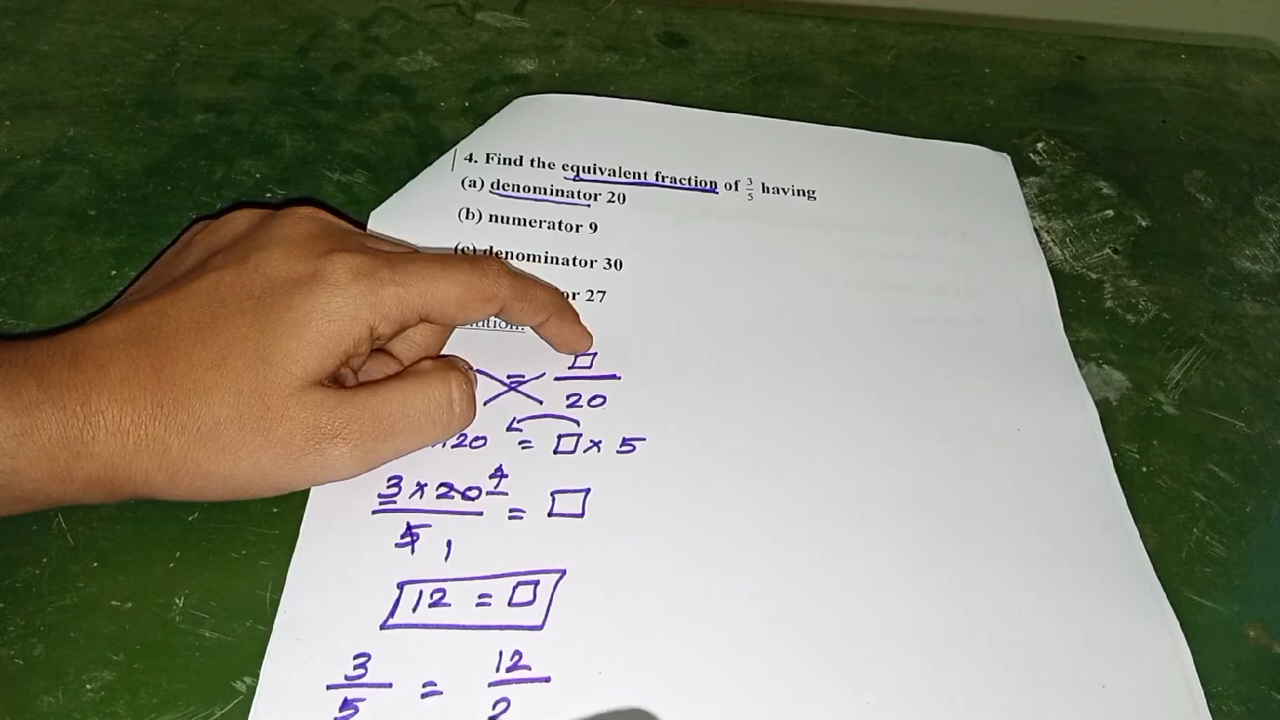 4. Find the equivalent fraction of 3/5 having
(a) denominator 20
(b) numerator 9
(c) denominator 30
27
= □/20
20 = □ × 5
3 × 20 4 / 5 1 = □
12 = □
3/5 = 12/2